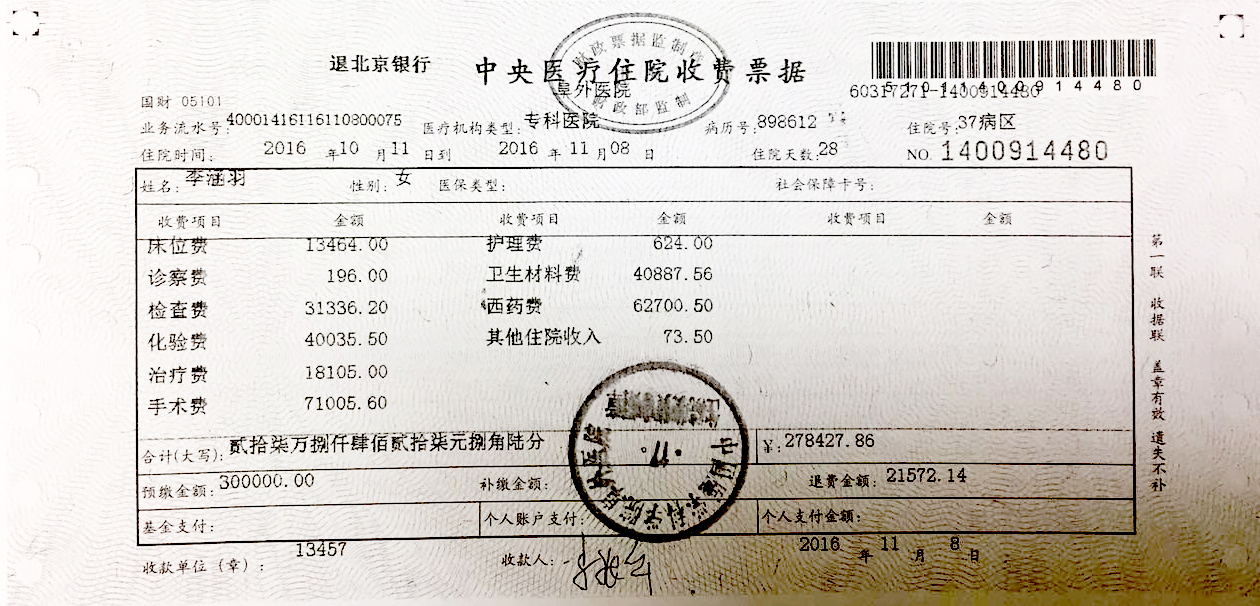 财政票据监制章
财政部监制
退北京银行 中央医疗住院收费票据
阜外医院
51011400914480
60317271-1400914480
国财 05101
业务流水号: 40001416116110800075 医疗机构类型: 专科医院 病历号: 898612 住院号: 37病区
住院时间: 2016 年 10 月 11 日到 2016 年 11 月 08 日 住院天数: 28 NO. 1400914480
姓名: 李涵羽 性别: 女 医保类型: 社会保障卡号:
收费项目 金额 收费项目 金额 收费项目 金额
床位费 13464.00 护理费 624.00
诊察费 196.00 卫生材料费 40887.56
检查费 31336.20 西药费 62700.50
化验费 40035.50 其他住院收入 73.50
治疗费 18105.00
手术费 71005.60
合计(大写): 贰拾柒万捌仟肆佰贰拾柒元捌角陆分 ¥: 278427.86
预缴金额: 300000.00 补缴金额: 退费金额: 21572.14
基金支付: 个人账户支付: 个人支付金额:
收款单位（章）: 13457 收款人: 2016 年 11 月 8 日
第一联 收据联 盖章有效 遗失不补